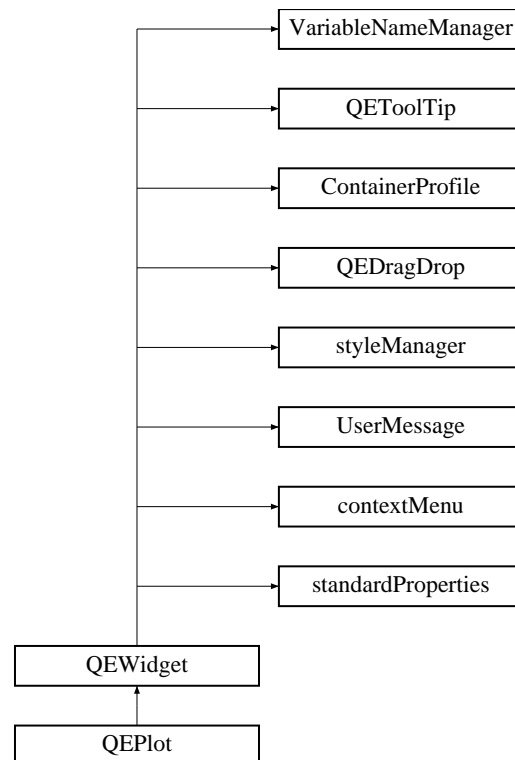 VariableNameManager
QEToolTip
ContainerProfile
QEDragDrop
styleManager
UserMessage
contextMenu
standardProperties
QEWidget
QEPlot